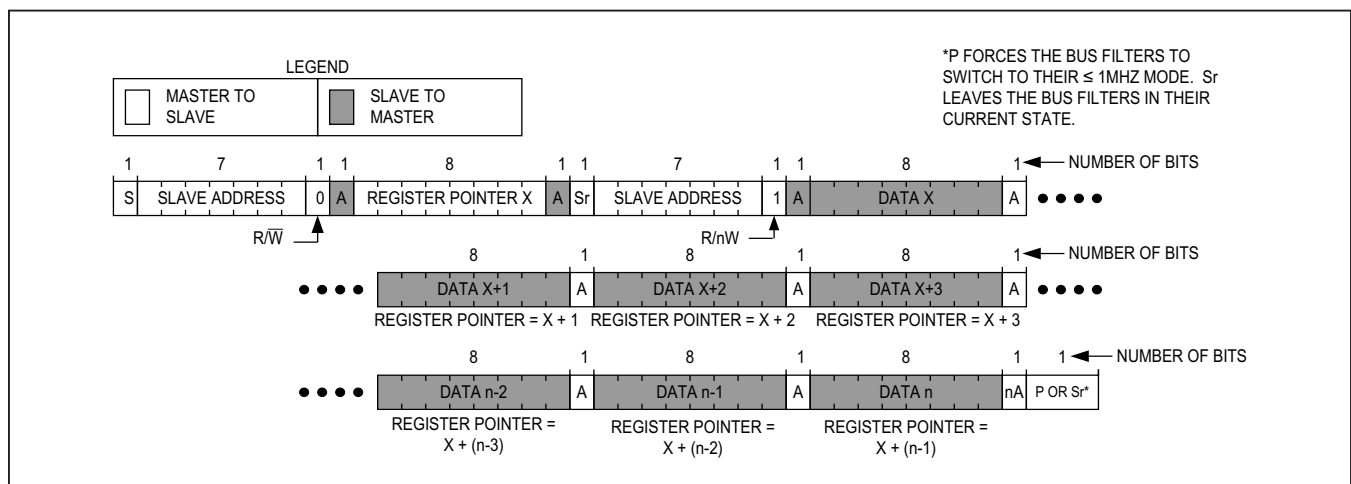 *P FORCES THE BUS FILTERS TO
SWITCH TO THEIR ≤ 1MHZ MODE. Sr
LEAVES THE BUS FILTERS IN THEIR
CURRENT STATE.
LEGEND
MASTER TO
SLAVE
SLAVE TO
MASTER
1 7 1 1 8 1 1 7 1 1 8 1 NUMBER OF BITS
S SLAVE ADDRESS 0 A REGISTER POINTER X A Sr SLAVE ADDRESS 1 A DATA X A
R/W̅ R/nW
8 1 8 1 8 1 NUMBER OF BITS
DATA X+1 A DATA X+2 A DATA X+3 A
REGISTER POINTER = X + 1 REGISTER POINTER = X + 2 REGISTER POINTER = X + 3
8 1 8 1 8 1 1 NUMBER OF BITS
DATA n-2 A DATA n-1 A DATA n nA P OR Sr*
REGISTER POINTER = REGISTER POINTER = REGISTER POINTER =
X + (n-3) X + (n-2) X + (n-1)